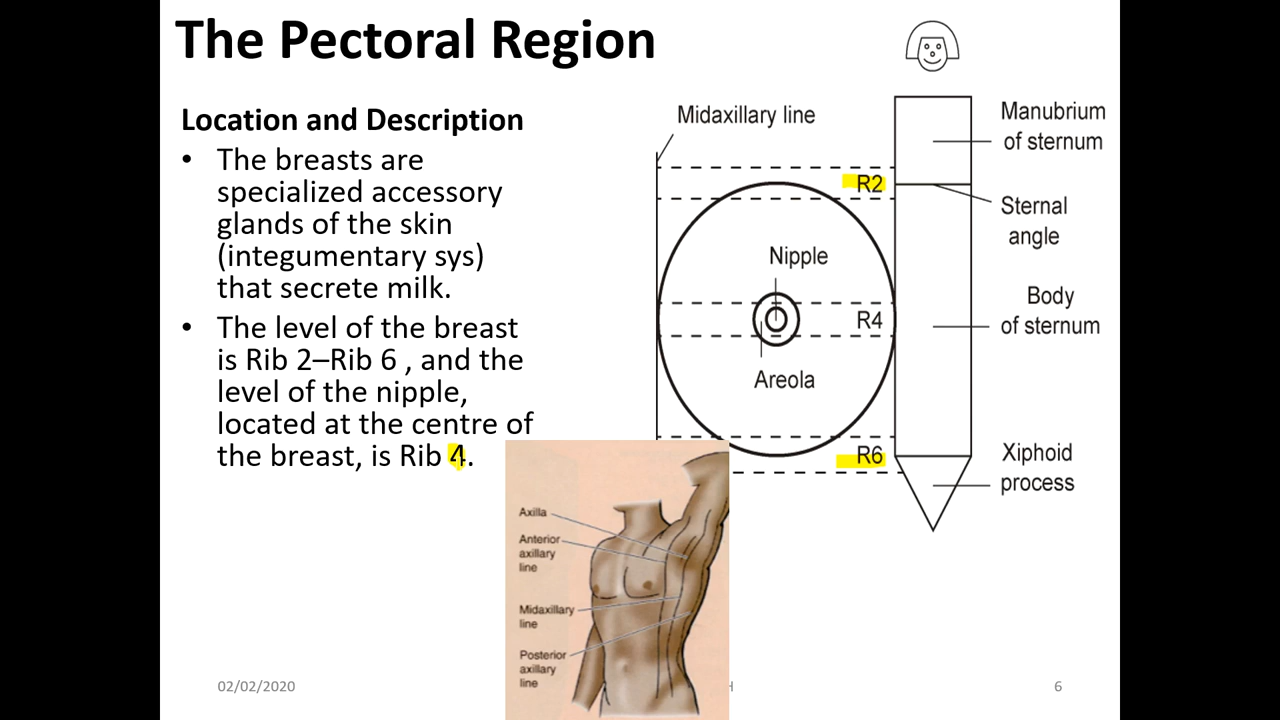 The Pectoral Region
Location and Description
• The breasts are
specialized accessory
glands of the skin
(integumentary sys)
that secrete milk.
• The level of the breast
is Rib 2–Rib 6 , and the
level of the nipple,
located at the centre of
the breast, is Rib 4.
Midaxillary line
R2
Nipple
R4
Areola
R6
Manubrium
of sternum
Sternal
angle
Body
of sternum
Xiphoid
process
Axilla
Anterior
axillary
line
Midaxillary
line
Posterior
axillary
line
02/02/2020
H
6